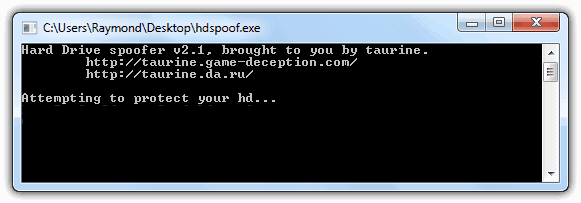 C:\Users\Raymond\Desktop\hdspoof.exe
Hard Drive spoofer v2.1, brought to you by taurine.
http://taurine.game-deception.com/
http://taurine.da.ru/
Attempting to protect your hd...